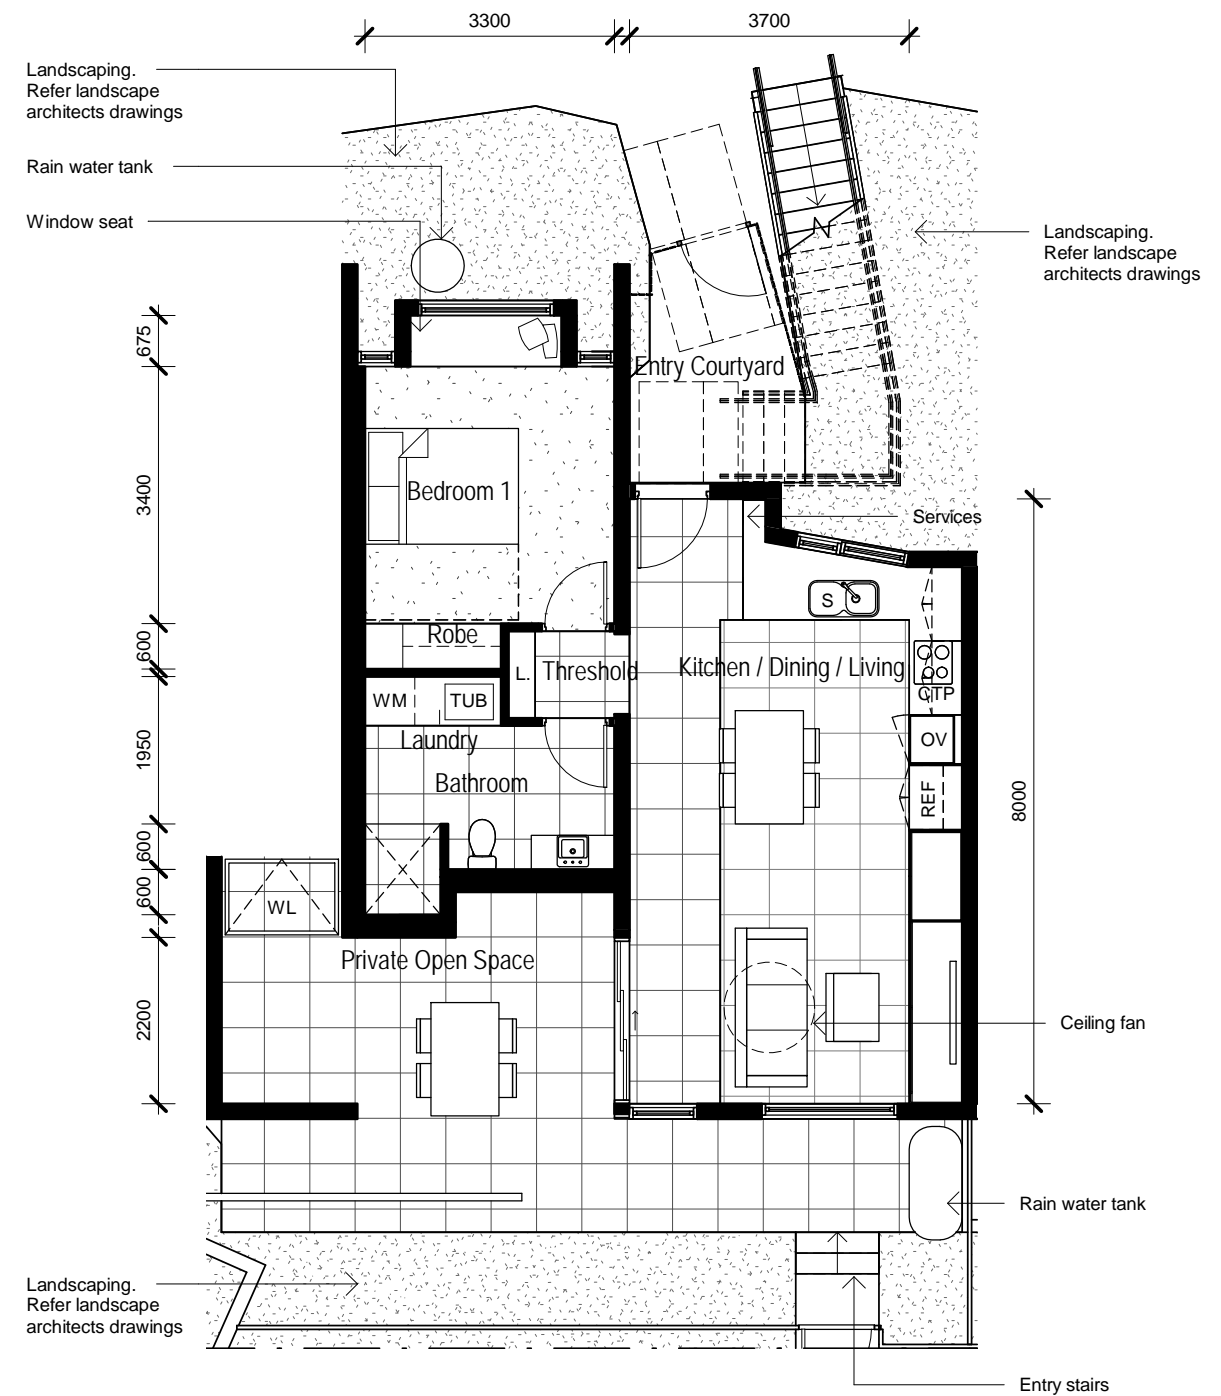 3300
3700
Landscaping.
Refer landscape
architects drawings
Rain water tank
Window seat
Landscaping.
Refer landscape
architects drawings
675
Entry Courtyard
3400
Bedroom 1
Services
S
600
Robe
L.
Threshold
Kitchen / Dining / Living
CTP
WM
TUB
Laundry
1950
OV
Bathroom
REF
8000
600
600
WL
Private Open Space
2200
Ceiling fan
Rain water tank
Landscaping.
Refer landscape
architects drawings
Entry stairs